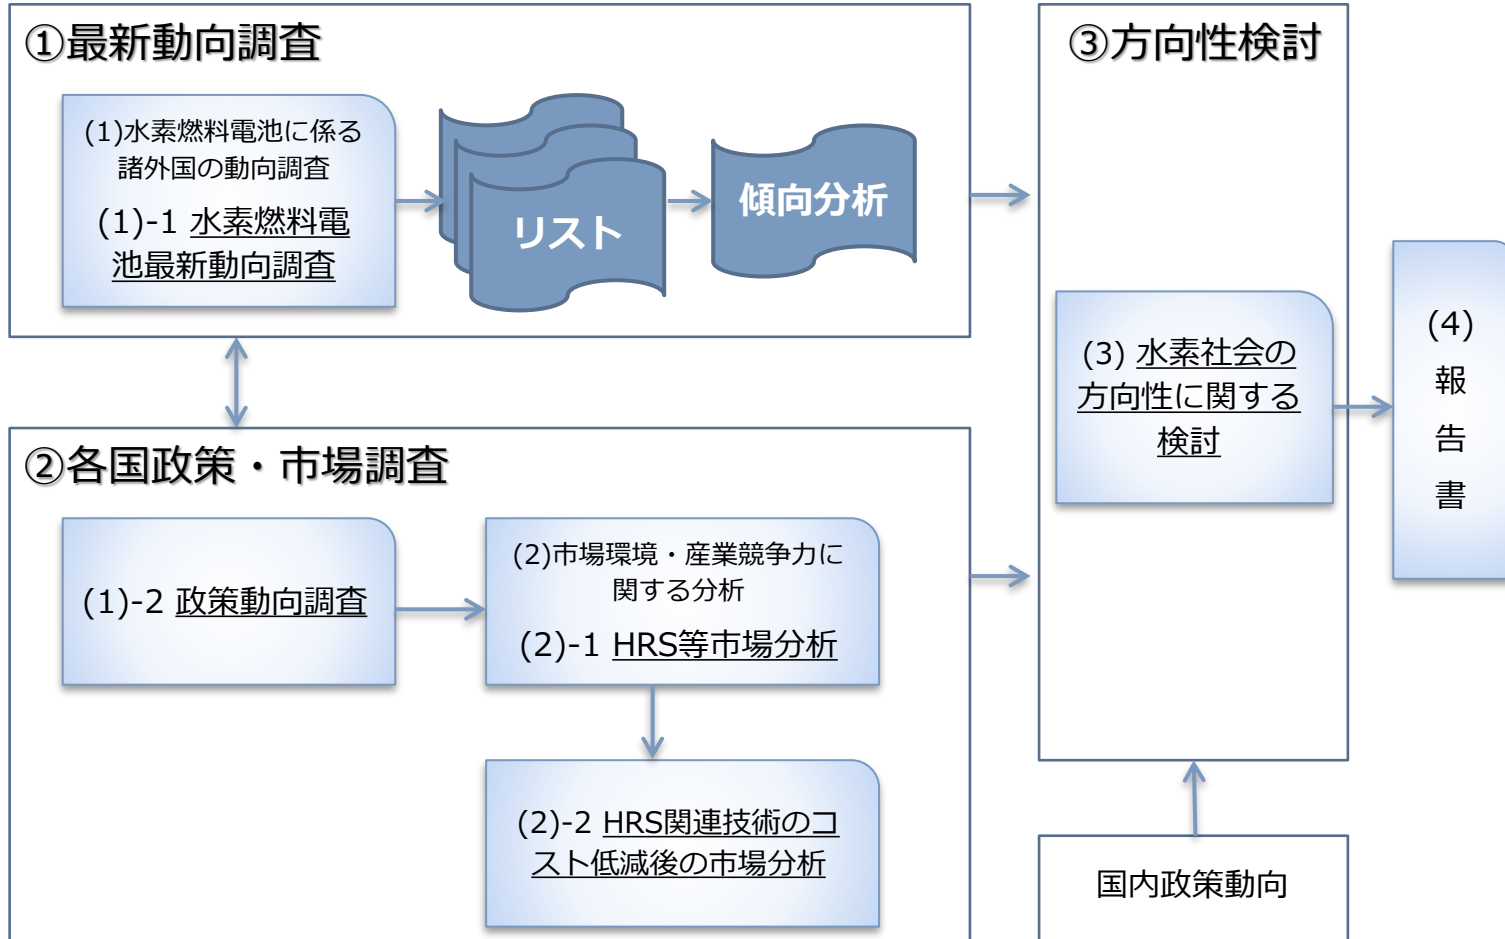 ①最新動向調査
(1)水素燃料電池に係る
諸外国の動向調査
(1)-1 水素燃料電
池最新動向調査
リスト
傾向分析
②各国政策・市場調査
(1)-2 政策動向調査
(2)市場環境・産業競争力に
関する分析
(2)-1 HRS等市場分析
(2)-2 HRS関連技術のコ
スト低減後の市場分析
③方向性検討
(3) 水素社会の
方向性に関する
検討
国内政策動向
(4)
報
告
書